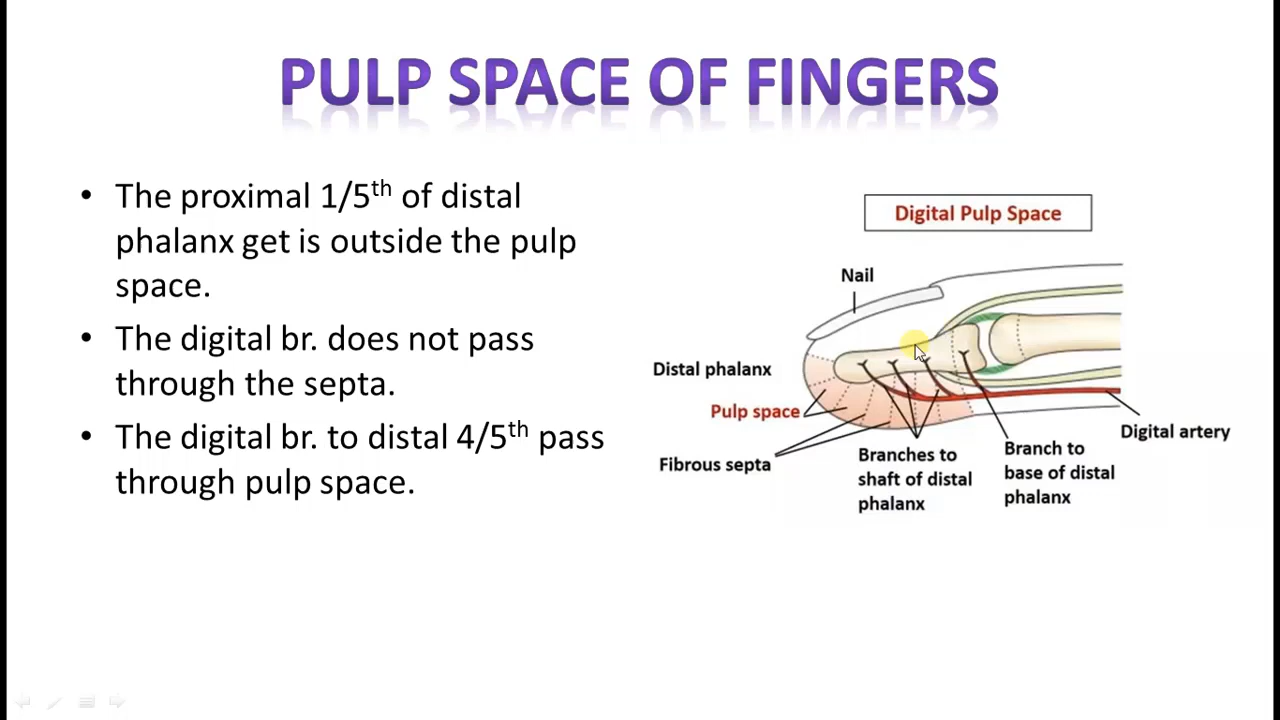 PULP SPACE OF FINGERS
• The proximal 1/5th of distal
phalanx get is outside the pulp
space.
• The digital br. does not pass
through the septa.
• The digital br. to distal 4/5th pass
through pulp space.
Digital Pulp Space
Nail
Distal phalanx
Pulp space
Fibrous septa
Branches to
shaft of distal
phalanx
Branch to
base of distal
phalanx
Digital artery